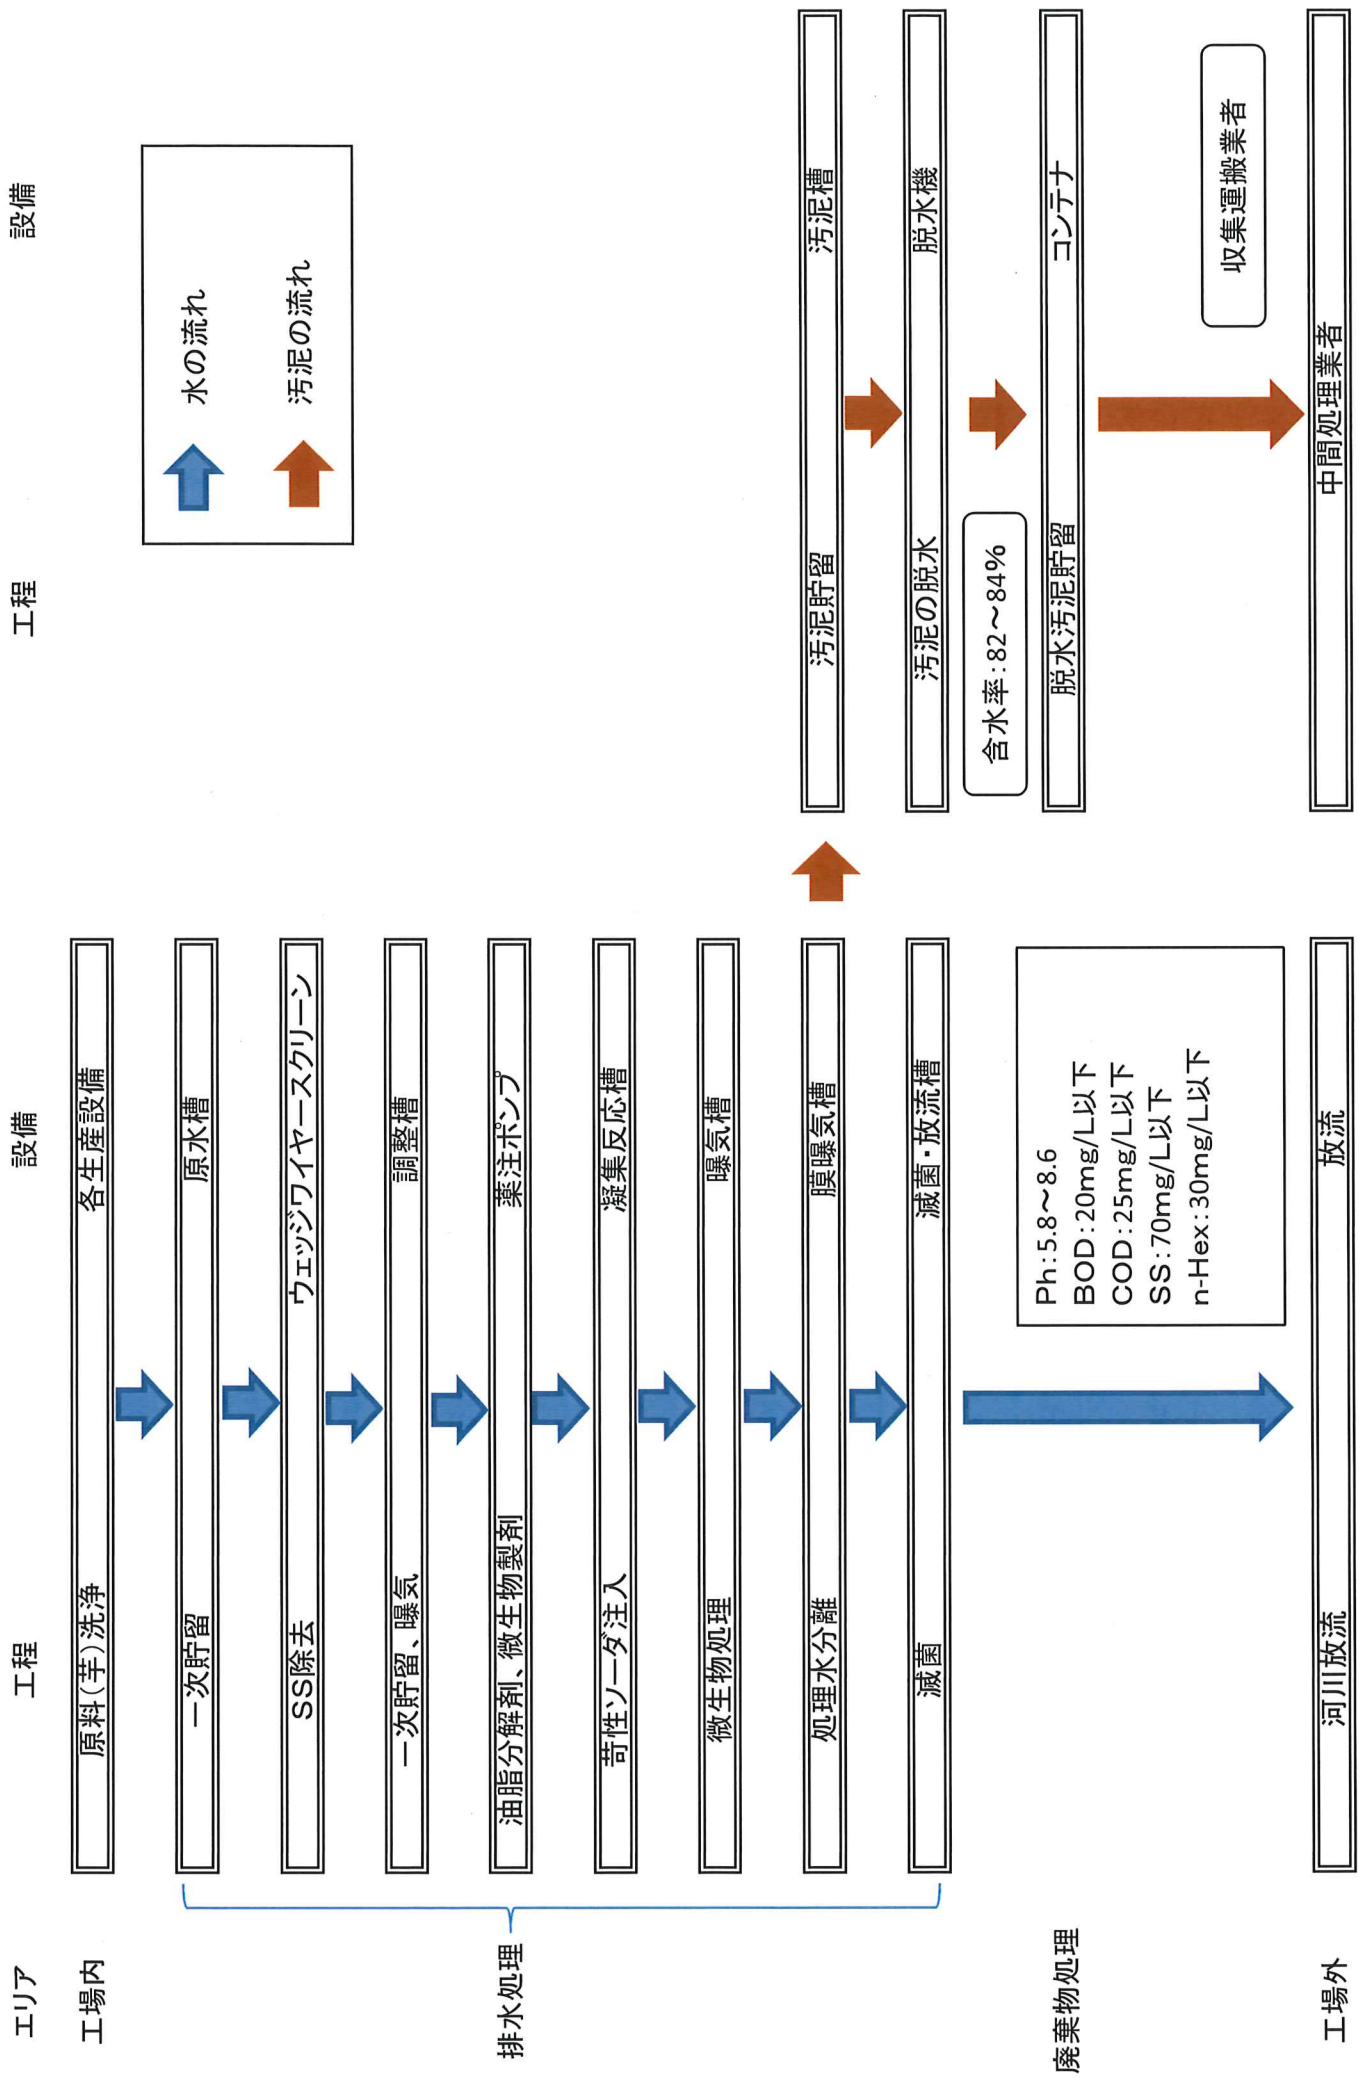 エリア 工程 設備 工程 設備
工場内 原料(芋)洗浄 各生産設備
水の流れ
汚泥の流れ
一次貯留 原水槽
SS除去 ウェッジワイヤースクリーン
一次貯留、曝気 調整槽
排水処理
油脂分解剤、微生物製剤 薬注ポンプ
苛性ソーダ注入 凝集反応槽
微生物処理 曝気槽
処理水分離 膜曝気槽 汚泥貯留 汚泥槽
滅菌 滅菌・放流槽 汚泥の脱水 脱水機
含水率:82~84%
廃棄物処理 脱水汚泥貯留 コンテナ
Ph:5.8~8.6
BOD:20mg/L以下
COD:25mg/L以下
SS:70mg/L以下
n-Hex:30mg/L以下
収集運搬業者
工場外 河川放流 放流 中間処理業者